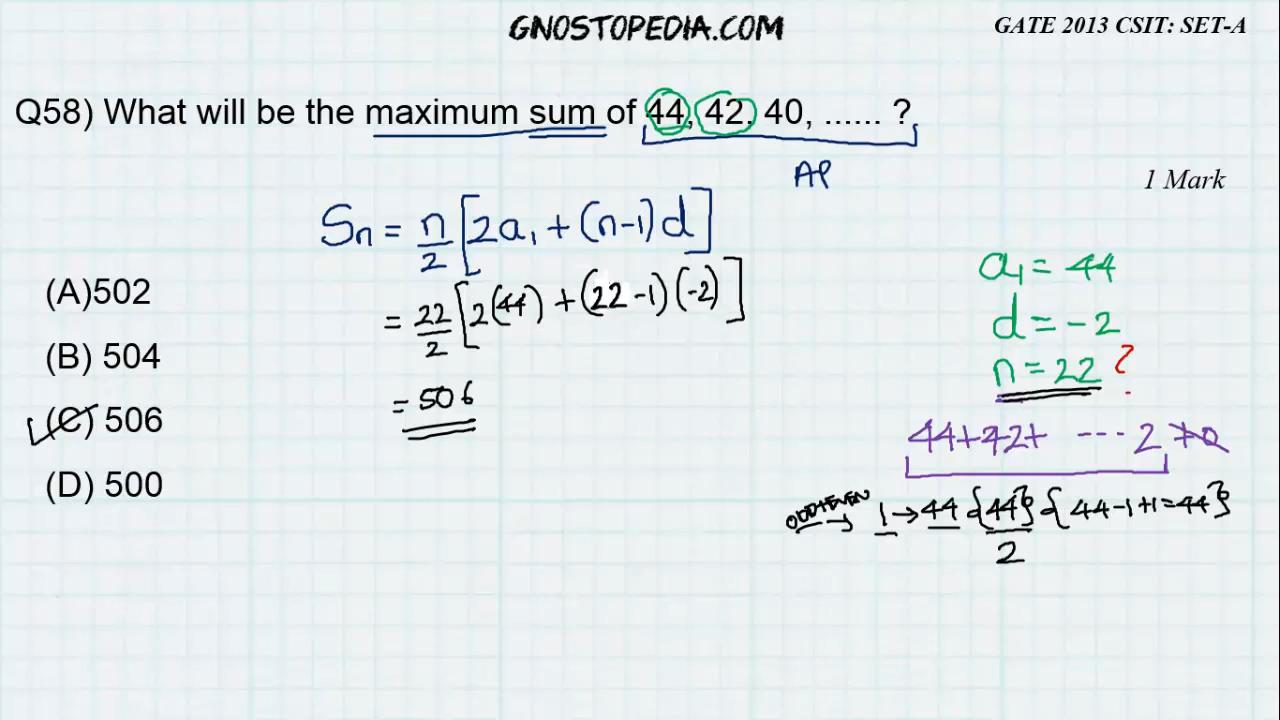 GNOSTOPEDIA.COM
GATE 2013 CSIT: SET-A
Q58) What will be the maximum sum of 44, 42, 40, ...... ?
AP
1 Mark
Sn = n/2 [2a₁ + (n-1)d]
= 22/2 [2(44) + (22-1)(-2)]
= 506
(A)502
(B) 504
(C) 506
(D) 500
a₁ = 44
d = -2
n = 22 ?
44+42+ ---- 2 +0
ODD+EVEN → 1 → 44 {44} {44-1+1=44}
2